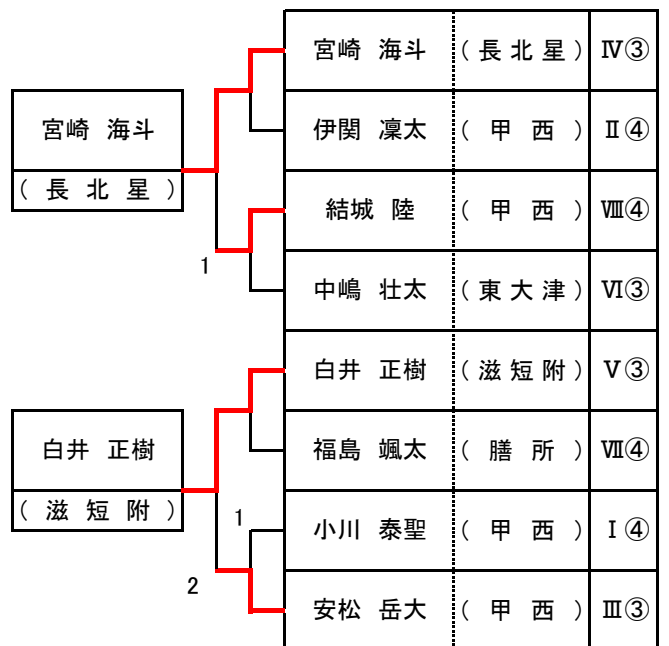 宮崎 海斗 (長北星) Ⅳ③
宮崎 海斗
(長北星)
伊関 凜太 (甲西) Ⅱ④
結城 陸 (甲西) Ⅷ④
1
中嶋 壮太 (東大津) Ⅵ③
白井 正樹 (滋短附) Ⅴ③
白井 正樹
(滋短附)
福島 颯太 (膳所) Ⅶ④
1
小川 泰聖 (甲西) Ⅰ④
2
安松 岳大 (甲西) Ⅲ③